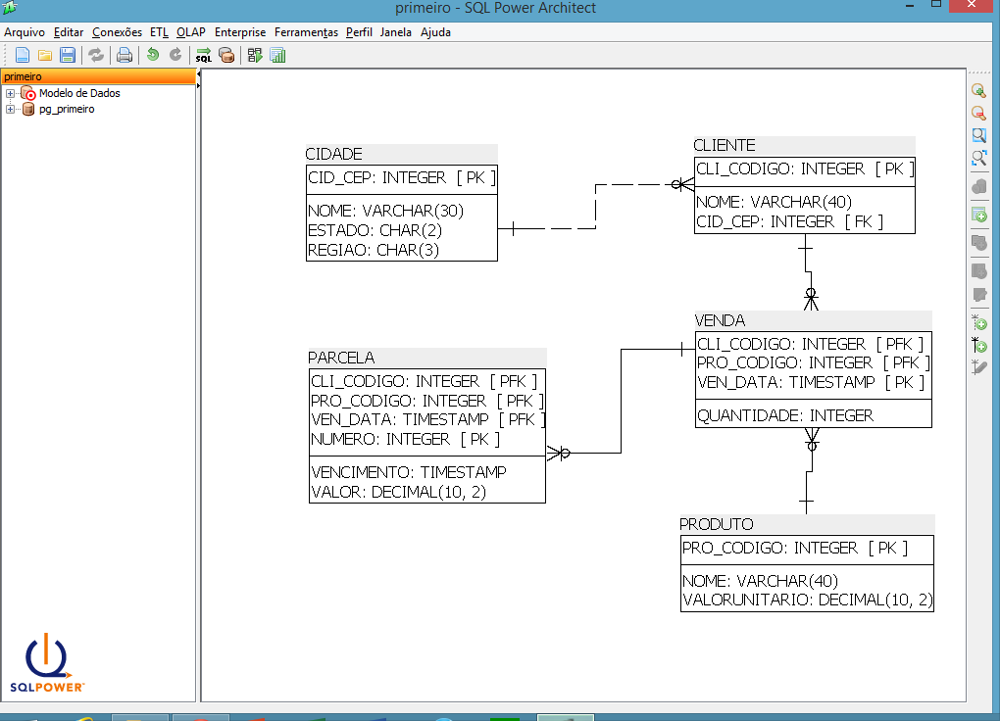 primeiro - SQL Power Architect
Arquivo Editar Conexões ETL OLAP Enterprise Ferramentas Perfil Janela Ajuda
SQL
primeiro
Modelo de Dados
pg_primeiro
CIDADE
CID_CEP: INTEGER [ PK ]
NOME: VARCHAR(30)
ESTADO: CHAR(2)
REGIAO: CHAR(3)
CLIENTE
CLI_CODIGO: INTEGER [ PK ]
NOME: VARCHAR(40)
CID_CEP: INTEGER [ FK ]
VENDA
CLI_CODIGO: INTEGER [ PFK ]
PRO_CODIGO: INTEGER [ PFK ]
VEN_DATA: TIMESTAMP [ PK ]
QUANTIDADE: INTEGER
PARCELA
CLI_CODIGO: INTEGER [ PFK ]
PRO_CODIGO: INTEGER [ PFK ]
VEN_DATA: TIMESTAMP [ PFK ]
NUMERO: INTEGER [ PK ]
VENCIMENTO: TIMESTAMP
VALOR: DECIMAL(10, 2)
PRODUTO
PRO_CODIGO: INTEGER [ PK ]
NOME: VARCHAR(40)
VALORUNITARIO: DECIMAL(10, 2)
SQLPOWER